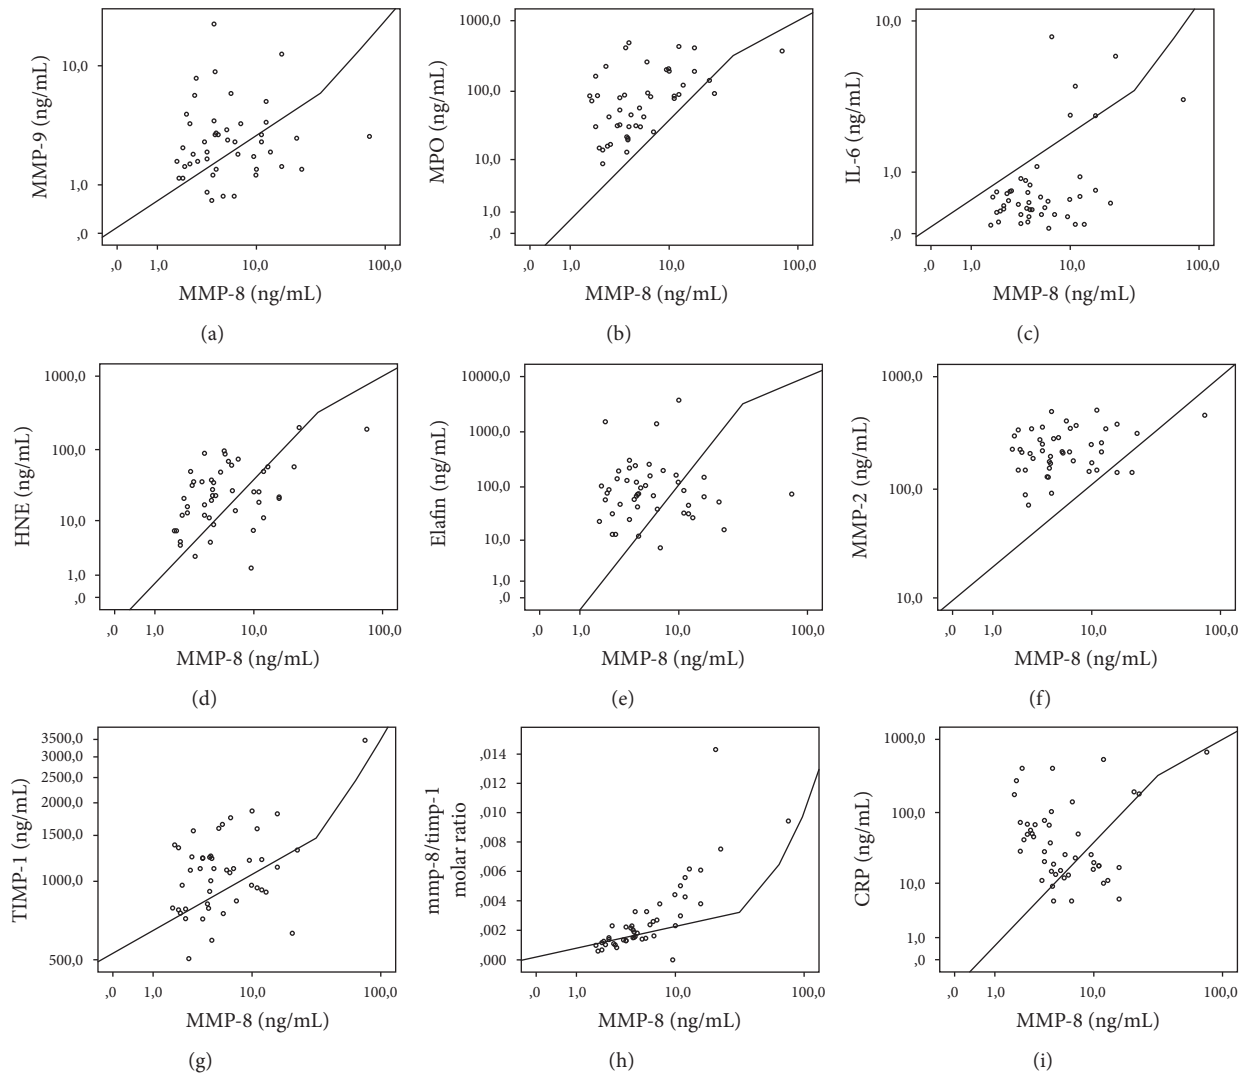 MMP-9 (ng/mL)
10,0
1,0
,0
,0 1,0 10,0 100,0
MMP-8 (ng/mL)
(a)
MPO (ng/mL)
1000,0
100,0
10,0
1,0
,0
,0 1,0 10,0 100,0
MMP-8 (ng/mL)
(b)
IL-6 (ng/mL)
10,0
1,0
,0
,0 1,0 10,0 100,0
MMP-8 (ng/mL)
(c)
HNE (ng/mL)
1000,0
100,0
10,0
1,0
,0
,0 1,0 10,0 100,0
MMP-8 (ng/mL)
(d)
Elafin (ng/mL)
10000,0
1000,0
100,0
10,0
1,0
,0
,0 1,0 10,0 100,0
MMP-8 (ng/mL)
(e)
MMP-2 (ng/mL)
1000,0
100,0
10,0
,0 1,0 10,0 100,0
MMP-8 (ng/mL)
(f)
TIMP-1 (ng/mL)
3500,0
3000,0
2500,0
2000,0
1500,0
1000,0
500,0
,0 1,0 10,0 100,0
MMP-8 (ng/mL)
(g)
mmp-8/timp-1
molar ratio
,014
,012
,010
,008
,006
,004
,002
,000
,0 1,0 10,0 100,0
MMP-8 (ng/mL)
(h)
CRP (ng/mL)
1000,0
100,0
10,0
1,0
,0
,0 1,0 10,0 100,0
MMP-8 (ng/mL)
(i)